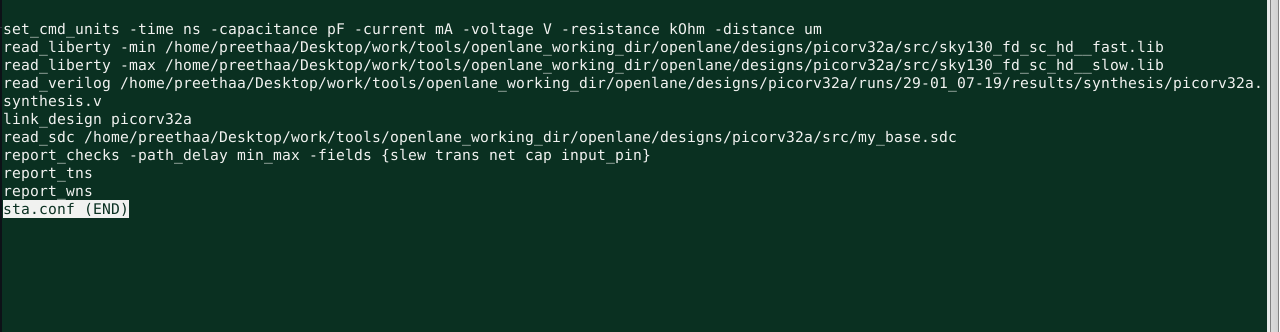 set_cmd_units -time ns -capacitance pF -current mA -voltage V -resistance kOhm -distance um
read_liberty -min /home/preethaa/Desktop/work/tools/openlane_working_dir/openlane/designs/picorv32a/src/sky130_fd_sc_hd__fast.lib
read_liberty -max /home/preethaa/Desktop/work/tools/openlane_working_dir/openlane/designs/picorv32a/src/sky130_fd_sc_hd__slow.lib
read_verilog /home/preethaa/Desktop/work/tools/openlane_working_dir/openlane/designs/picorv32a/runs/29-01_07-19/results/synthesis/picorv32a.
synthesis.v
link_design picorv32a
read_sdc /home/preethaa/Desktop/work/tools/openlane_working_dir/openlane/designs/picorv32a/src/my_base.sdc
report_checks -path_delay min_max -fields {slew trans net cap input_pin}
report_tns
report_wns
sta.conf (END)